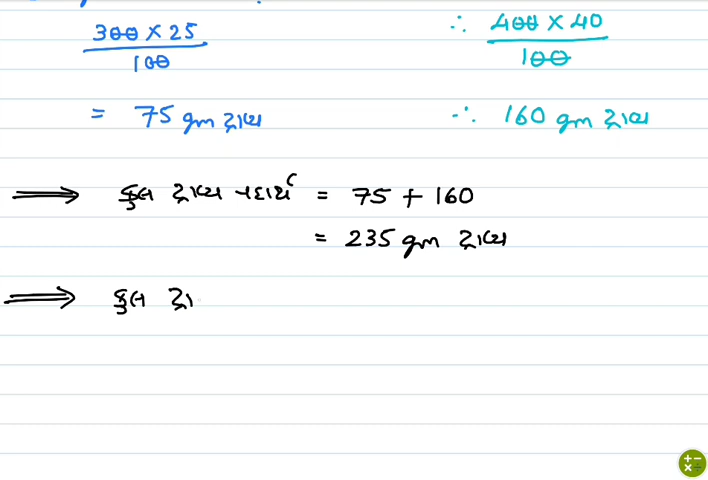 300 × 25
100
= 75 gm દ્રાવ્ય
∴ 400 × 40
100
∴ 160 gm દ્રાવ્ય
⟹ કુલ દ્રાવ્ય પદાર્થ = 75 + 160
= 235 gm દ્રાવ્ય
⟹ કુલ દ્રા